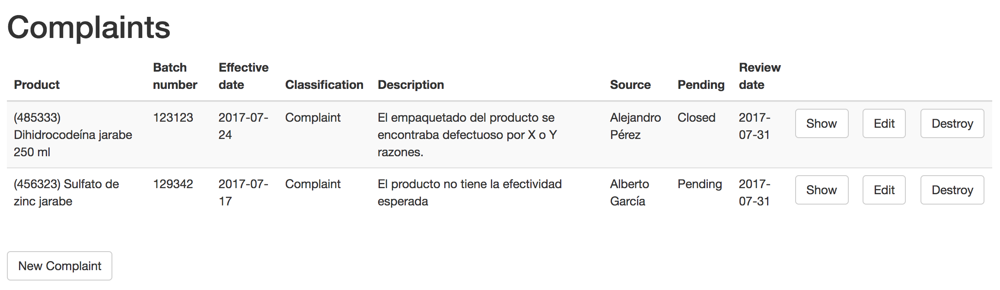 Complaints
Product Batch number Effective date Classification Description Source Pending Review date
(485333) Dihidrocodeína jarabe 250 ml 123123 2017-07-24 Complaint El empaquetado del producto se encontraba defectuoso por X o Y razones. Alejandro Pérez Closed 2017-07-31 Show Edit Destroy
(456323) Sulfato de zinc jarabe 129342 2017-07-17 Complaint El producto no tiene la efectividad esperada Alberto García Pending 2017-07-31 Show Edit Destroy
New Complaint